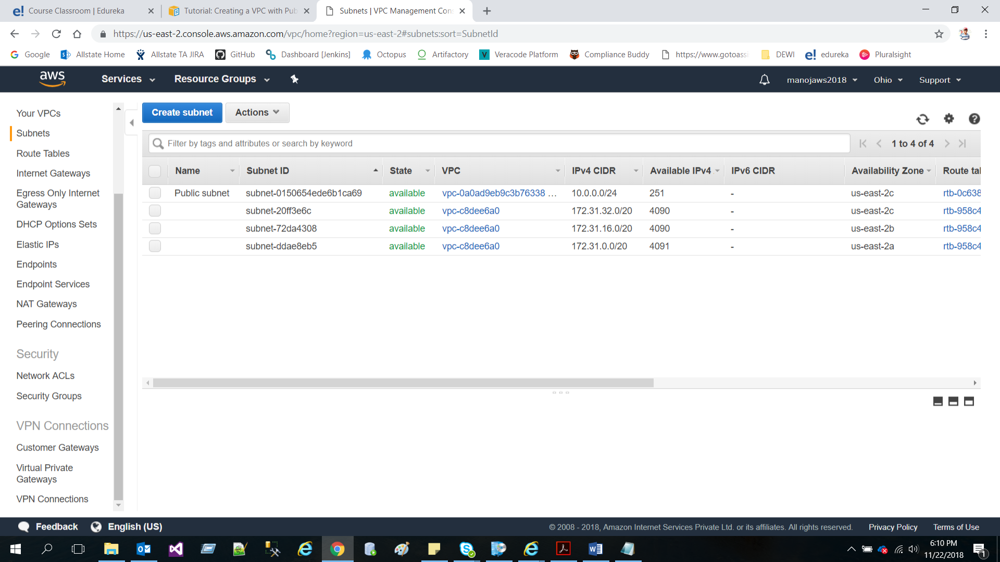 Course Classroom | Edureka
Tutorial: Creating a VPC with Pub
Subnets | VPC Management Con
https://us-east-2.console.aws.amazon.com/vpc/home?region=us-east-2#subnets:sort=SubnetId
Google
Allstate Home
Allstate TA JIRA
GitHub
Dashboard [Jenkins]
Octopus
Artifactory
Veracode Platform
Compliance Buddy
https://www.gotoassi
DEWI
edureka
Pluralsight
aws
Services
Resource Groups
manojaws2018
Ohio
Support
Your VPCs
Subnets
Route Tables
Internet Gateways
Egress Only Internet
Gateways
DHCP Options Sets
Elastic IPs
Endpoints
Endpoint Services
NAT Gateways
Peering Connections
Security
Network ACLs
Security Groups
VPN Connections
Customer Gateways
Virtual Private
Gateways
VPN Connections
Create subnet
Actions
Filter by tags and attributes or search by keyword
1 to 4 of 4
Name Subnet ID State VPC IPv4 CIDR Available IPv4 IPv6 CIDR Availability Zone Route tal
Public subnet subnet-0150654ede6b1ca69 available vpc-0a0ad9eb9c3b76338 ... 10.0.0.0/24 251 - us-east-2c rtb-0c638
subnet-20ff3e6c available vpc-c8dee6a0 172.31.32.0/20 4090 - us-east-2c rtb-958c4
subnet-72da4308 available vpc-c8dee6a0 172.31.16.0/20 4090 - us-east-2b rtb-958c4
subnet-ddae8eb5 available vpc-c8dee6a0 172.31.0.0/20 4091 - us-east-2a rtb-958c4
Feedback
English (US)
© 2008 - 2018, Amazon Internet Services Private Ltd. or its affiliates. All rights reserved.
Privacy Policy
Terms of Use
6:10 PM
11/22/2018
1